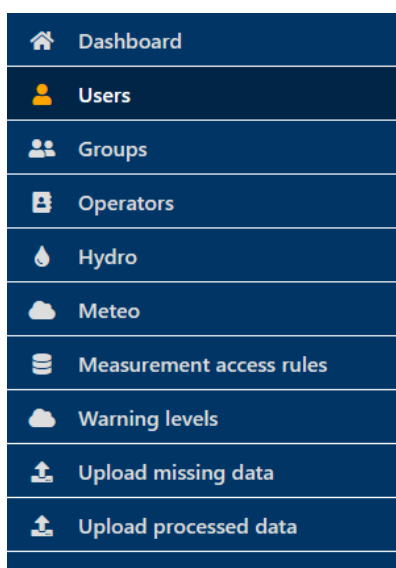 Dashboard
Users
Groups
Operators
Hydro
Meteo
Measurement access rules
Warning levels
Upload missing data
Upload processed data